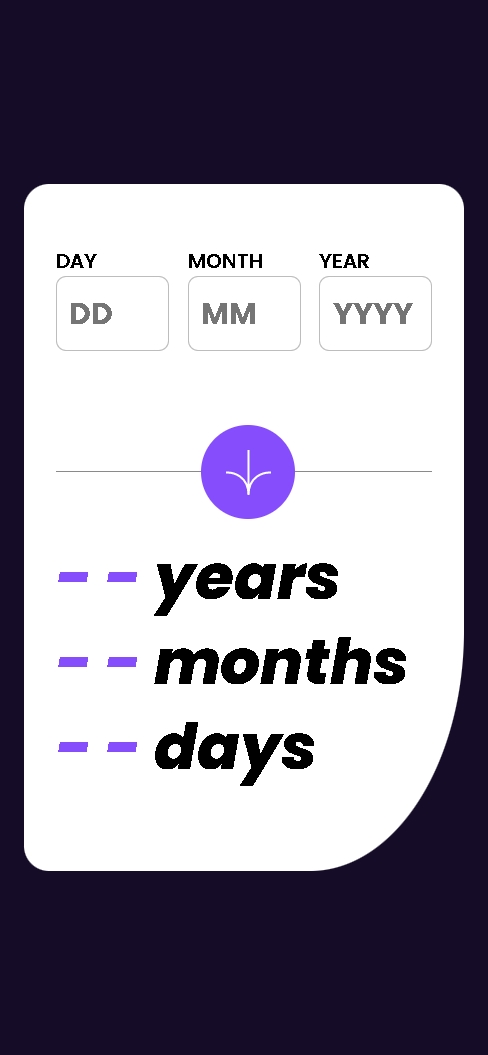 DAY MONTH YEAR
DD MM YYYY
-- years
-- months
-- days